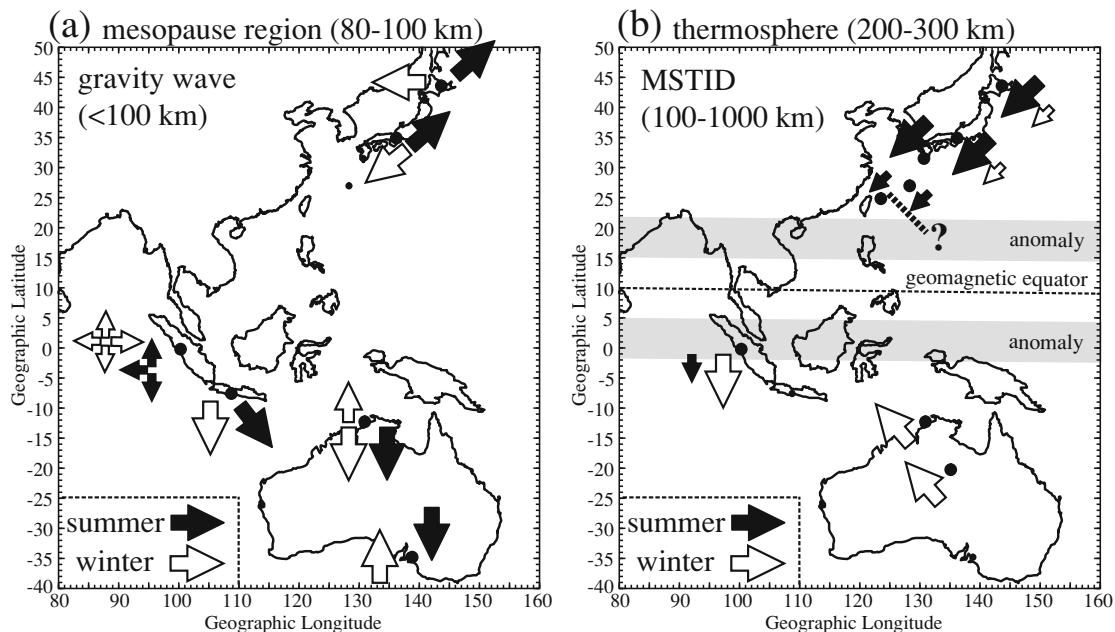 (a) mesopause region (80-100 km)
gravity wave
(<100 km)
50
45
40
35
30
25
20
15
10
5
0
-5
-10
-15
-20
-25
-30
-35
-40
Geographic Latitude
summer
winter
80 90 100 110 120 130 140 150 160
Geographic Longitude
(b) thermosphere (200-300 km)
MSTID
(100-1000 km)
50
45
40
35
30
25
20
15
10
5
0
-5
-10
-15
-20
-25
-30
-35
-40
Geographic Latitude
?
anomaly
geomagnetic equator
anomaly
summer
winter
80 90 100 110 120 130 140 150 160
Geographic Longitude